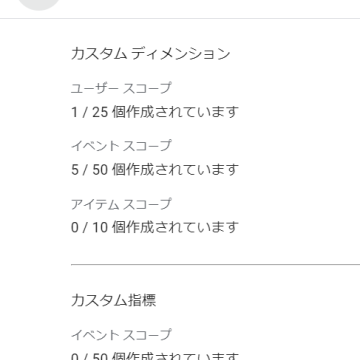 カスタム ディメンション
ユーザー スコープ
1 / 25 個作成されています
イベント スコープ
5 / 50 個作成されています
アイテム スコープ
0 / 10 個作成されています
カスタム指標
イベント スコープ
0 / 50 個作成されています